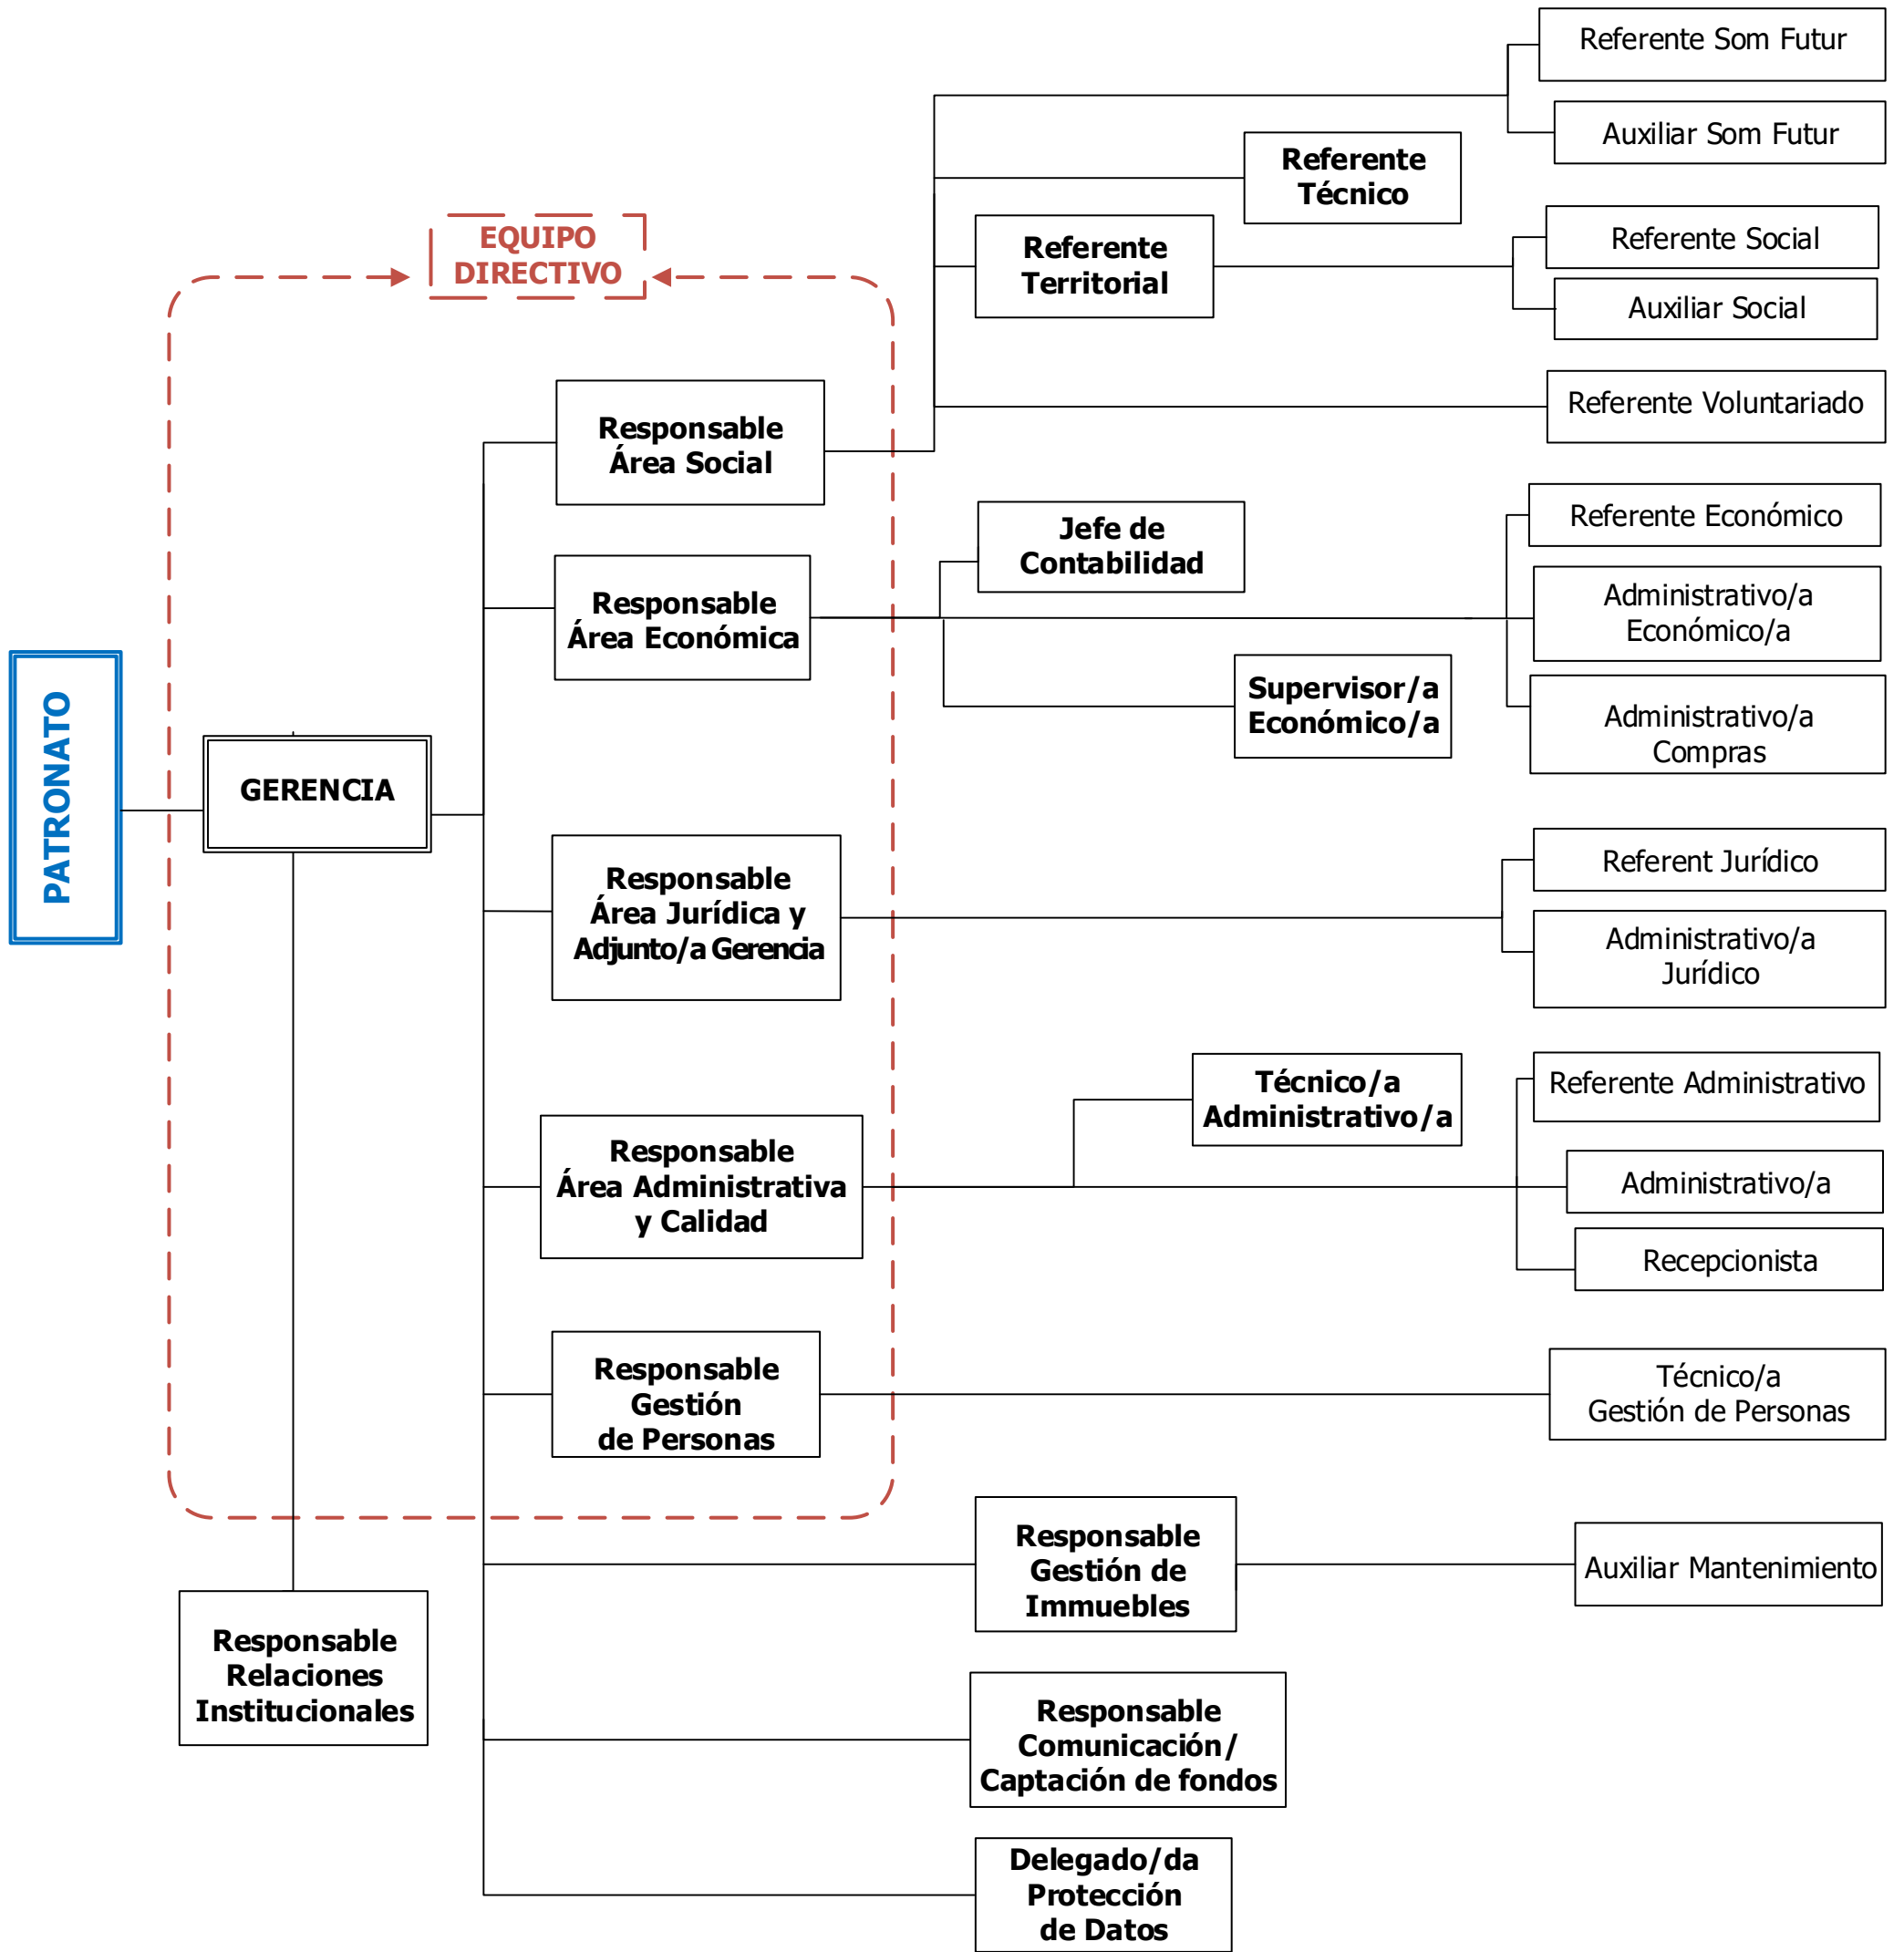 Referente Som Futur
Auxiliar Som Futur
Referente
Técnico
EQUIPO
DIRECTIVO
Referente
Territorial
Referente Social
Auxiliar Social
Referente Voluntariado
Responsable
Área Social
Jefe de
Contabilidad
Referente Económico
Responsable
Área Económica
Administrativo/a
Económico/a
Supervisor/a
Económico/a
Administrativo/a
Compras
PATRONATO
GERENCIA
Responsable
Área Jurídica y
Adjunto/a Gerencia
Referent Jurídico
Administrativo/a
Jurídico
Técnico/a
Administrativo/a
Referente Administrativo
Responsable
Área Administrativa
y Calidad
Administrativo/a
Recepcionista
Responsable
Gestión
de Personas
Técnico/a
Gestión de Personas
Responsable
Gestión de
Immuebles
Auxiliar Mantenimiento
Responsable
Relaciones
Institucionales
Responsable
Comunicación/
Captación de fondos
Delegado/da
Protección
de Datos